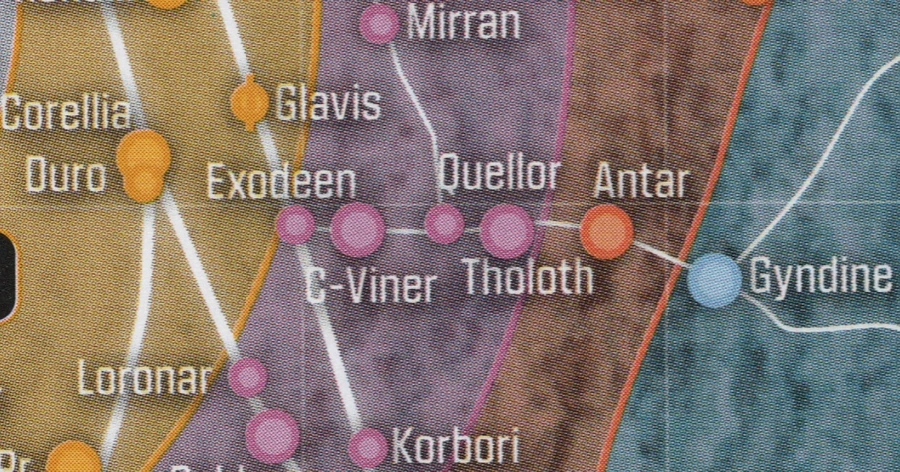 Mirran
Glavis
Corellia
Duro
Exodeen
Quellor
Antar
C-Viner
Tholoth
Gyndine
Loronar
Korbori